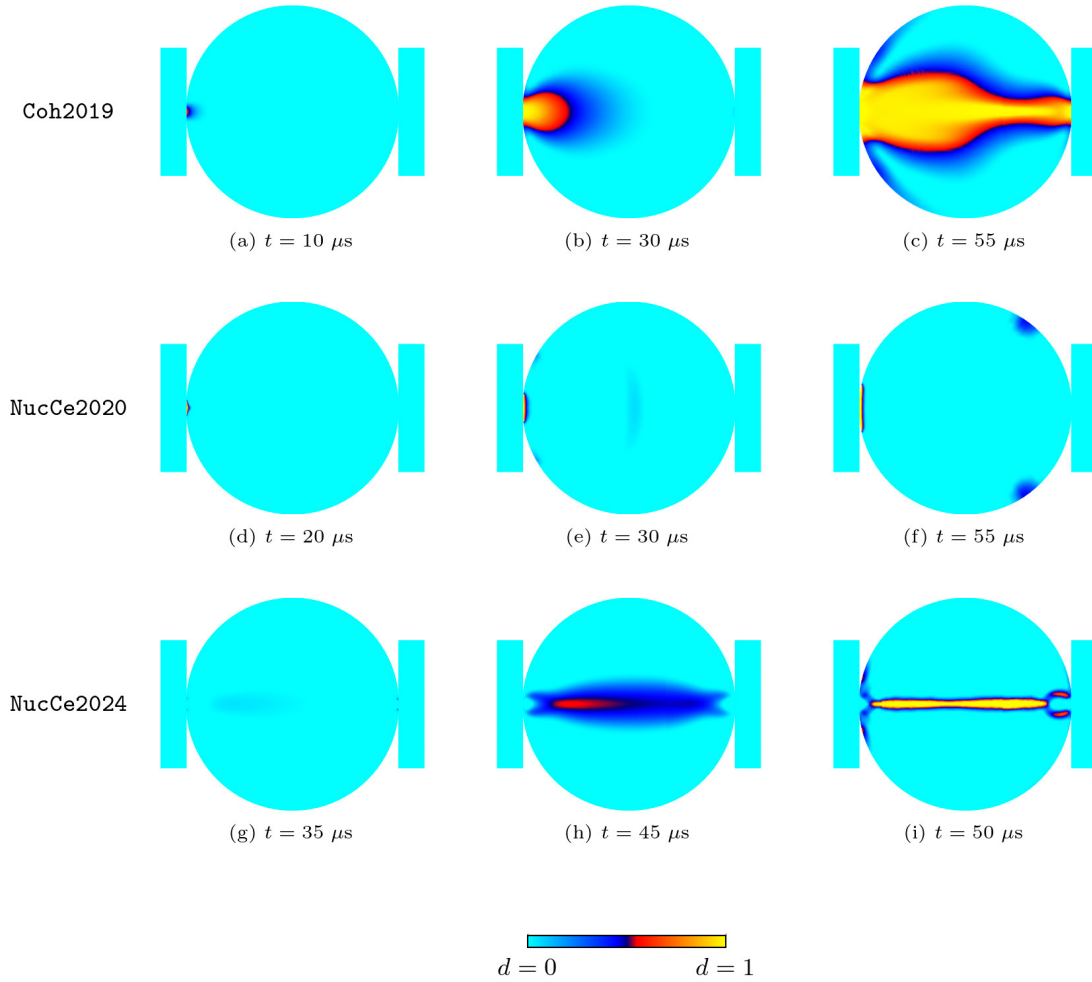 Coh2019
(a) t = 10 μs
(b) t = 30 μs
(c) t = 55 μs
NucCe2020
(d) t = 20 μs
(e) t = 30 μs
(f) t = 55 μs
NucCe2024
(g) t = 35 μs
(h) t = 45 μs
(i) t = 50 μs
d = 0
d = 1